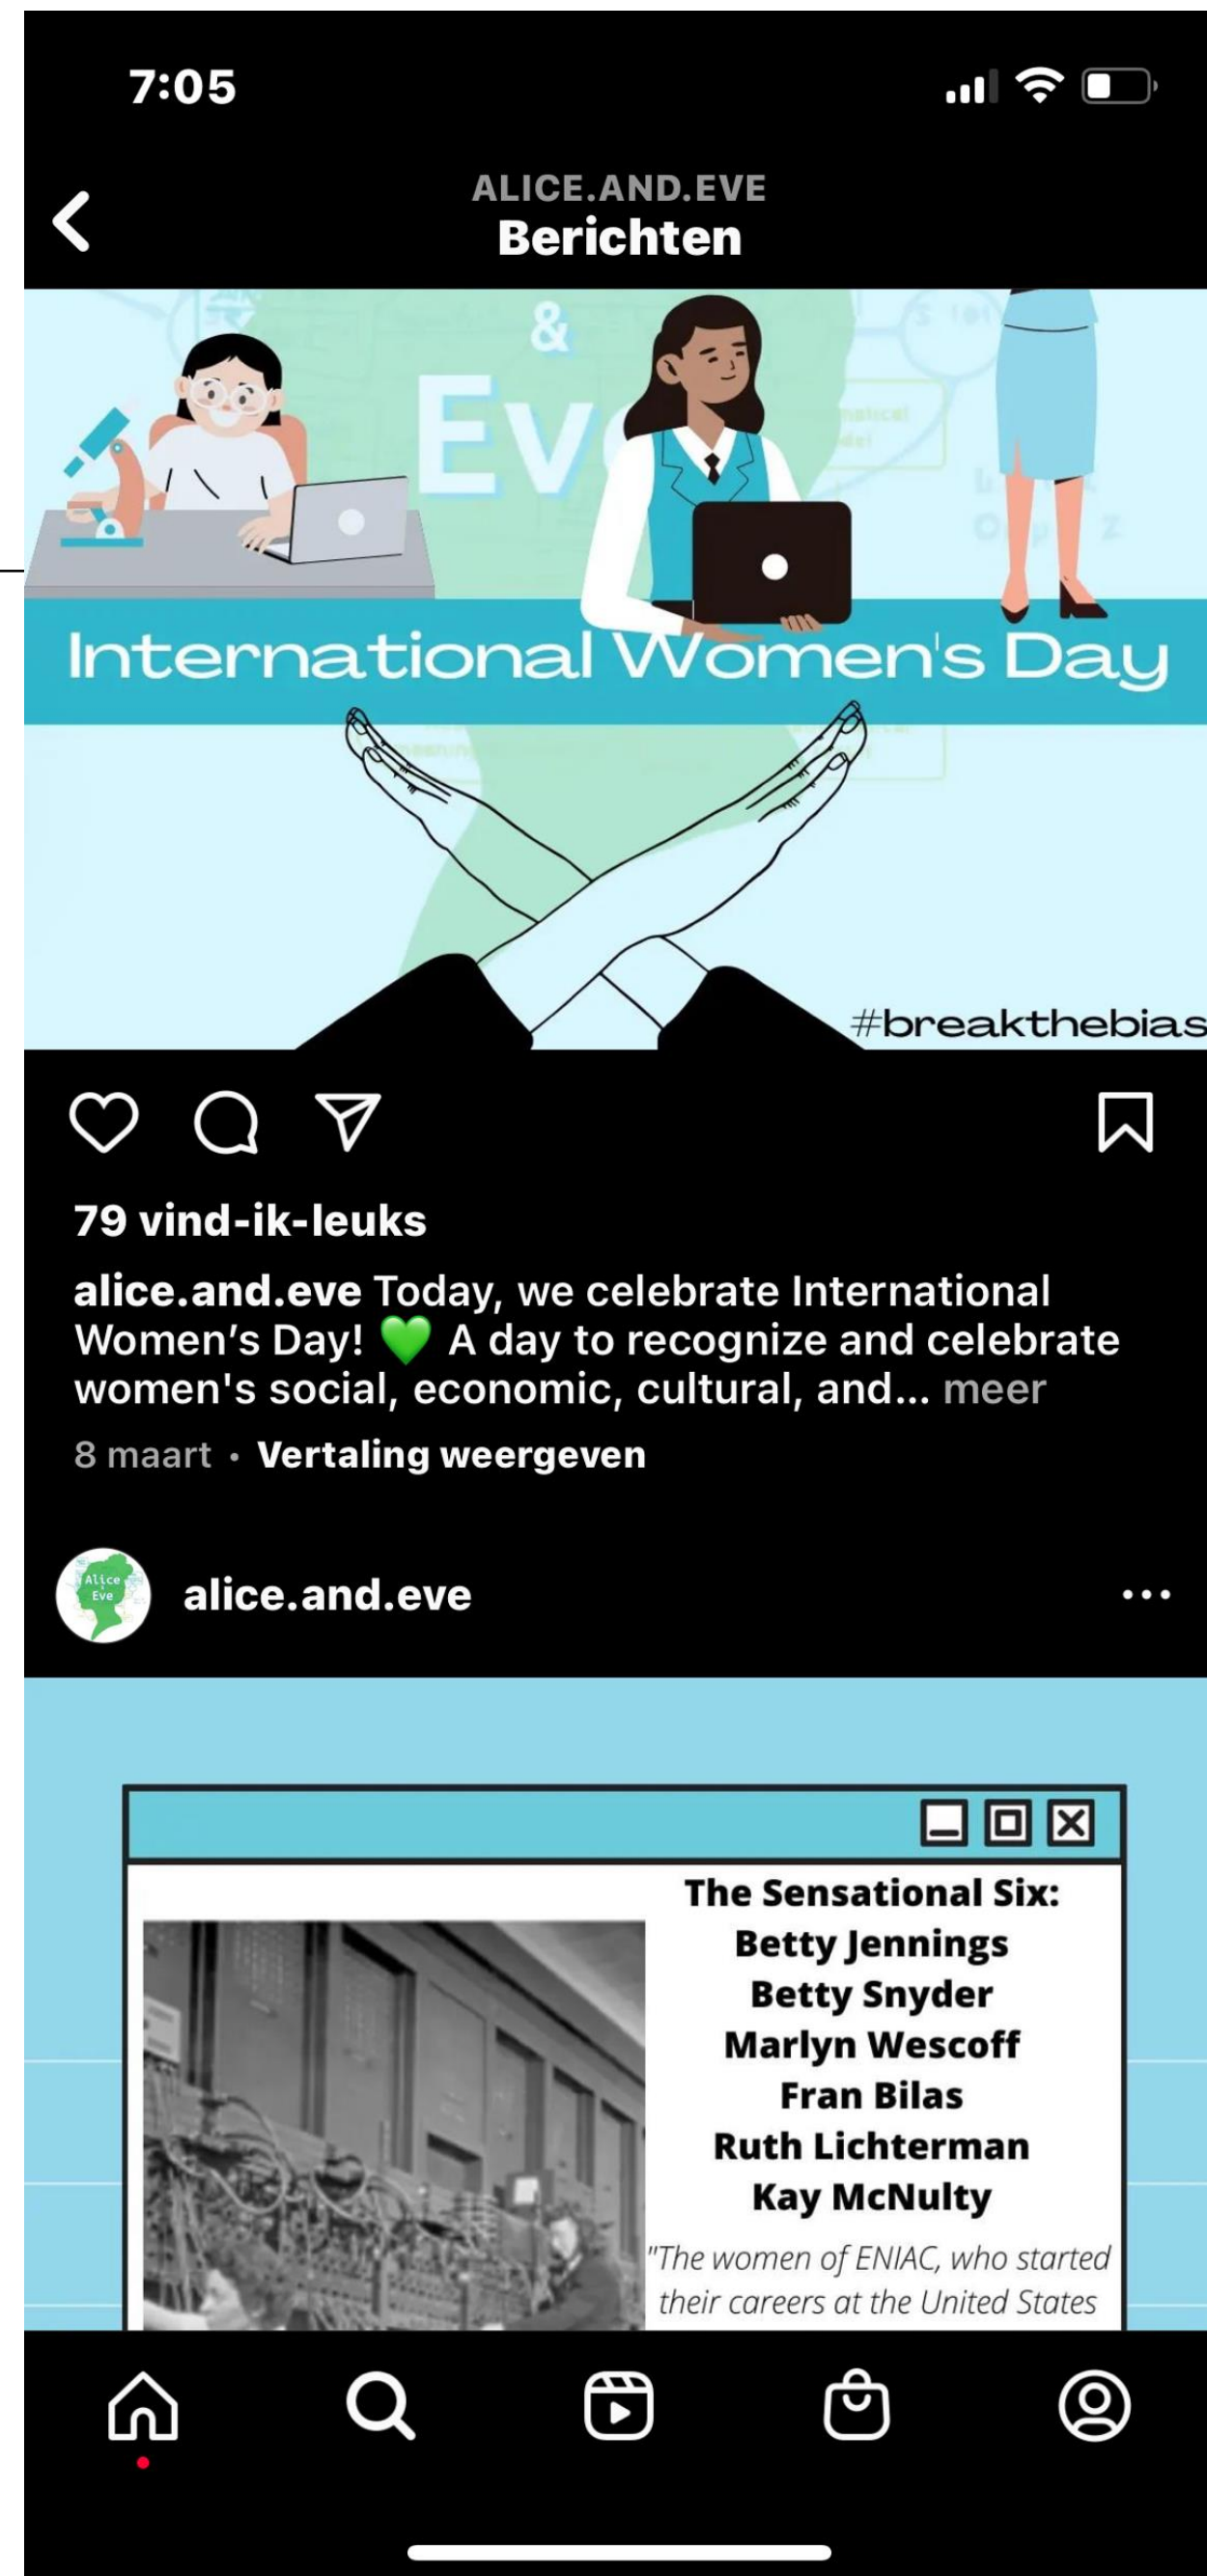 7:05
ALICE.AND.EVE
Berichten
&
Eve
International Women's Day
#breakthebias
79 vind-ik-leuks
alice.and.eve Today, we celebrate International
Women's Day! 💚 A day to recognize and celebrate
women's social, economic, cultural, and... meer
8 maart • Vertaling weergeven
Alice
Eve
alice.and.eve
The Sensational Six:
Betty Jennings
Betty Snyder
Marlyn Wescoff
Fran Bilas
Ruth Lichterman
Kay McNulty
"The women of ENIAC, who started
their careers at the United States